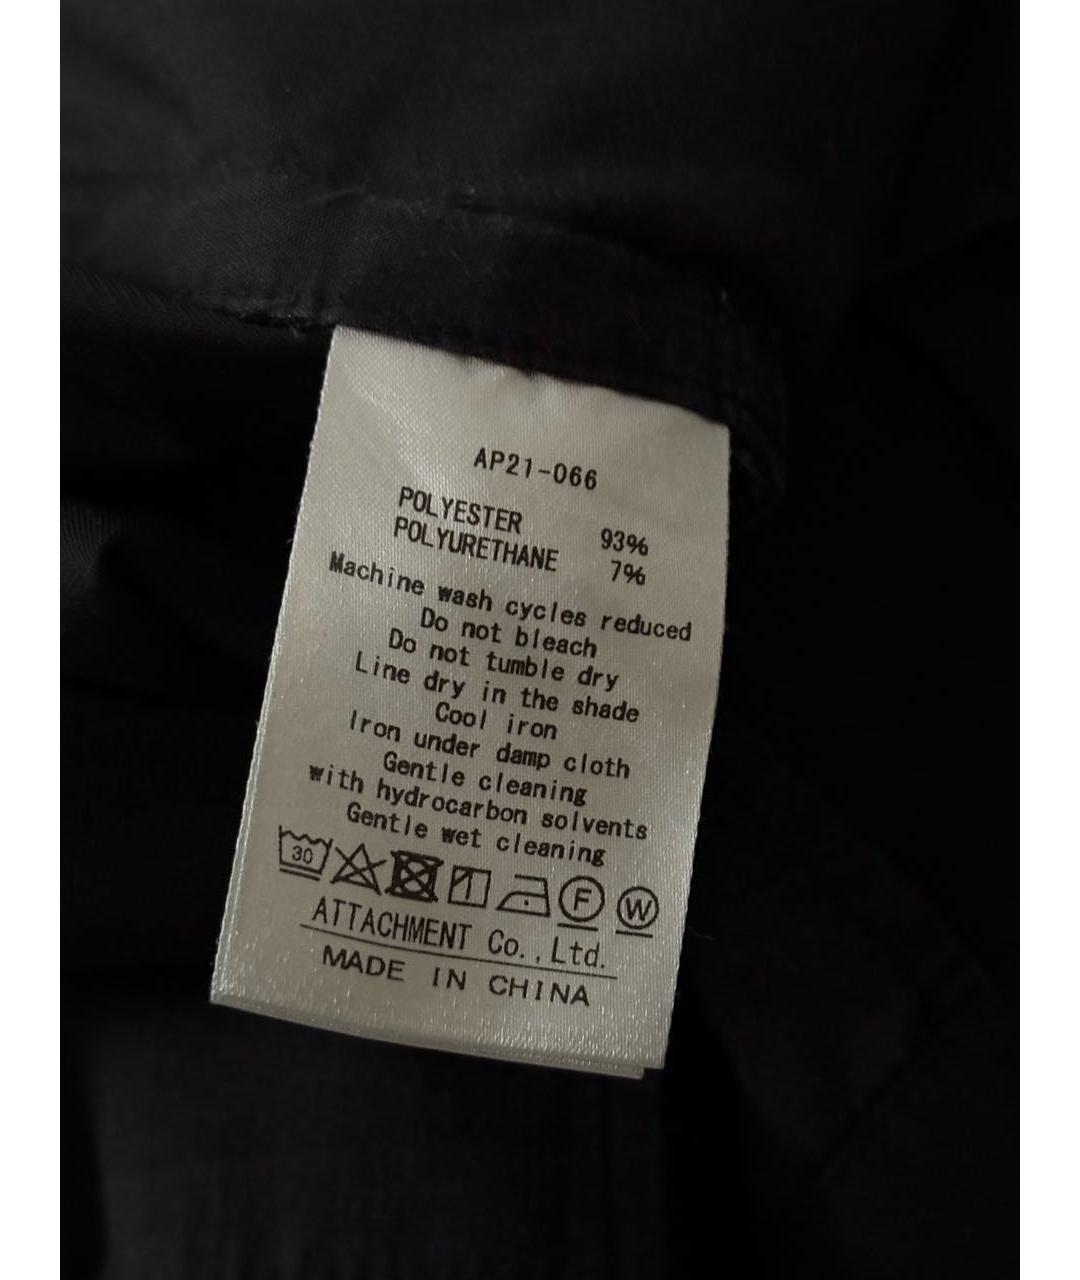 AP21-066
POLYESTER 93%
POLYURETHANE 7%
Machine wash cycles reduced
Do not bleach
Do not tumble dry
Line dry in the shade
Cool iron
Iron under damp cloth
Gentle cleaning
with hydrocarbon solvents
Gentle wet cleaning
30 F W
ATTACHMENT Co.,Ltd.
MADE IN CHINA